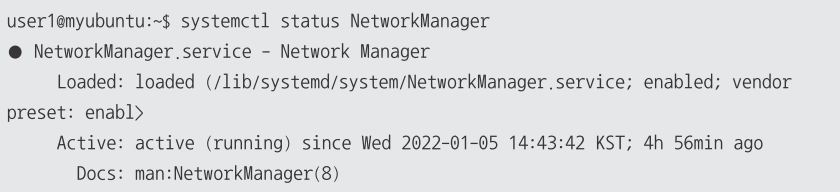 user1@myubuntu:~$ systemctl status NetworkManager
● NetworkManager.service - Network Manager
Loaded: loaded (/lib/systemd/system/NetworkManager.service; enabled; vendor
preset: enabl>
Active: active (running) since Wed 2022-01-05 14:43:42 KST; 4h 56min ago
Docs: man:NetworkManager(8)